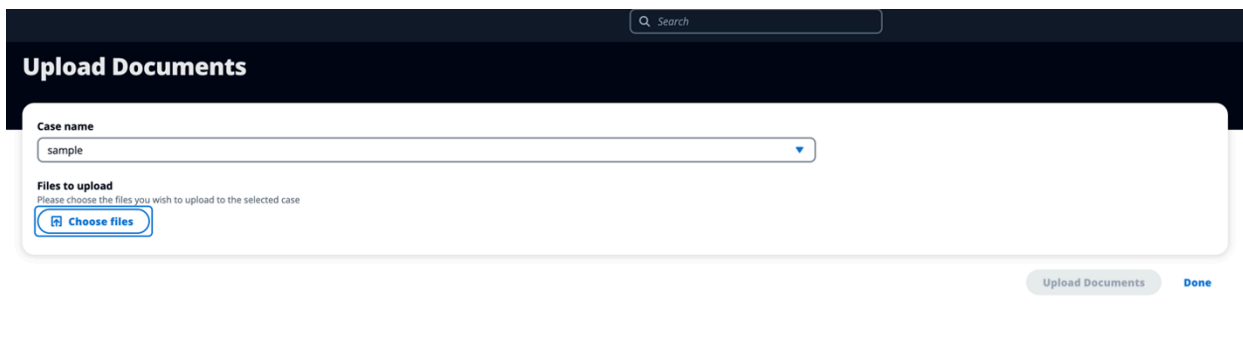 Search
Upload Documents
Case name
sample
Files to upload
Please choose the files you wish to upload to the selected case
Choose files
Upload Documents Done